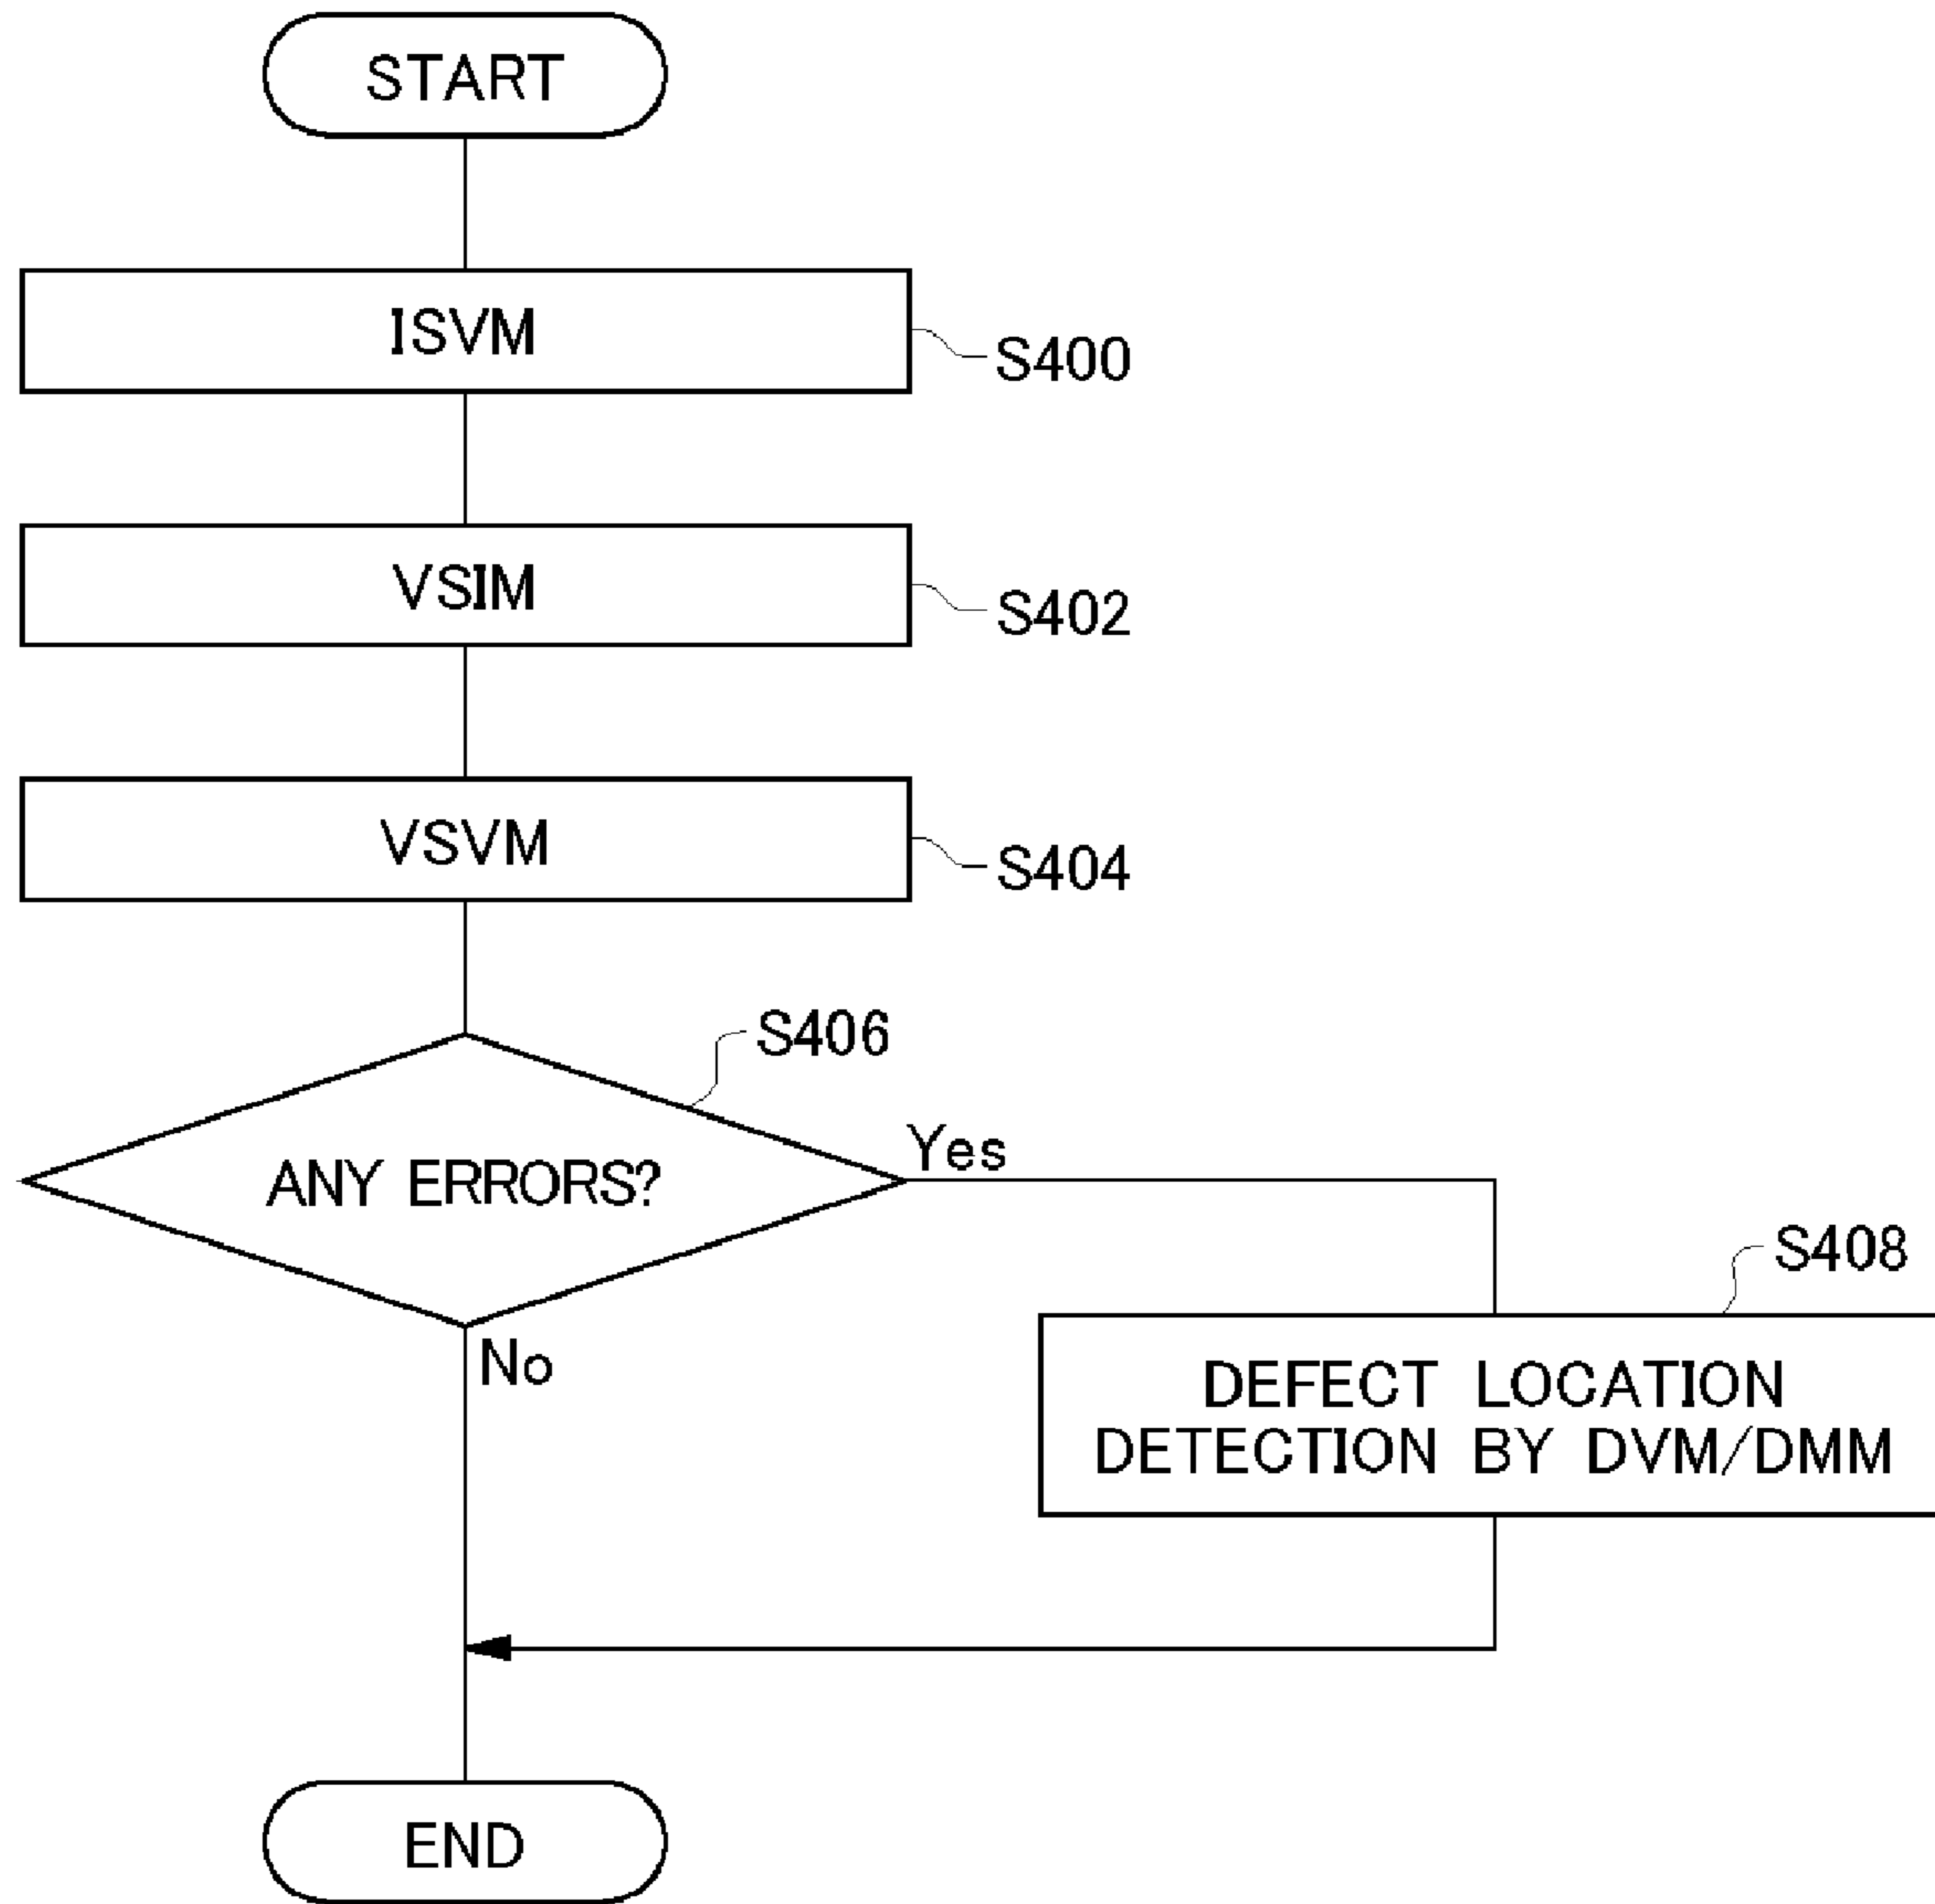 START
ISVM
S400
VSIM
S402
VSVM
S404
S406
ANY ERRORS?
Yes
No
S408
DEFECT LOCATION
DETECTION BY DVM/DMM
END